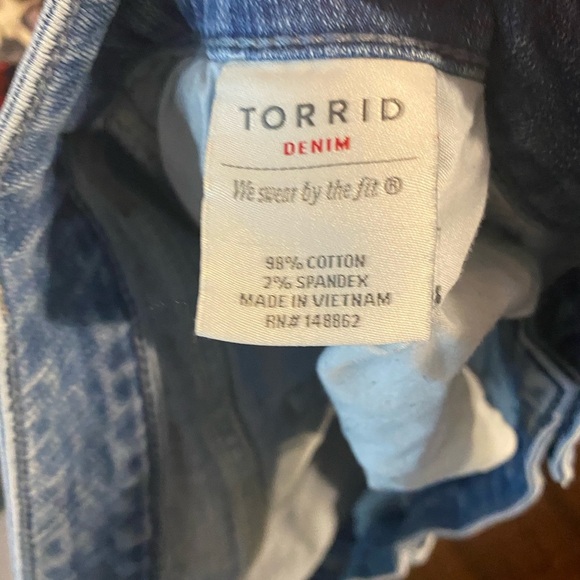 TORRID
DENIM
We swear by the fit ®
98% COTTON
2% SPANDEX
MADE IN VIETNAM
RN# 148862